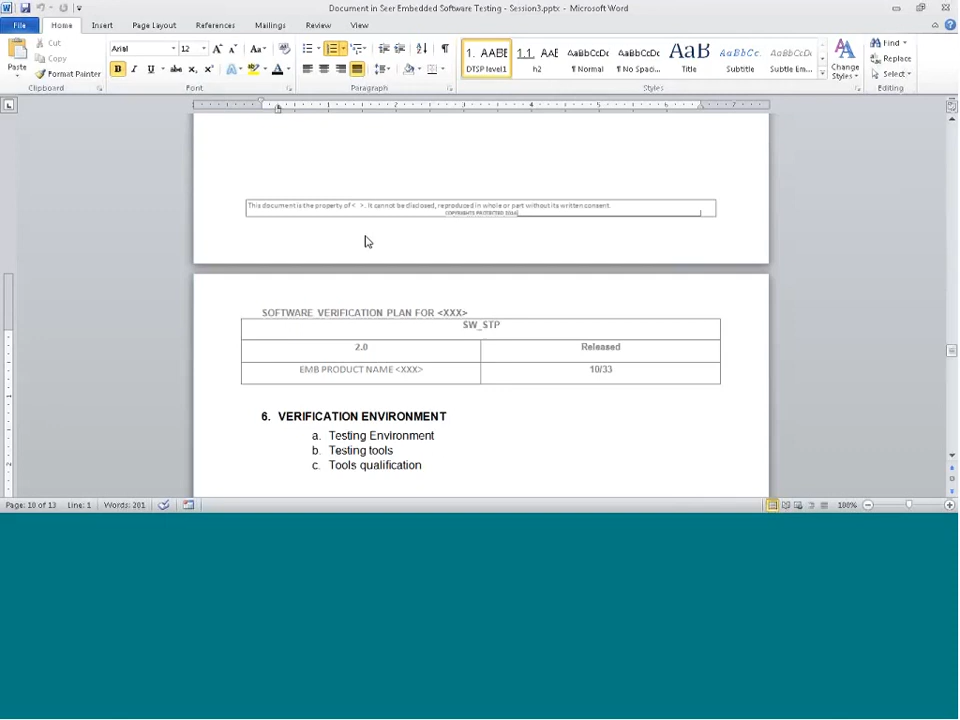 Document in Seer Embedded Software Testing - Session3.pptx - Microsoft Word
File Home Insert Page Layout References Mailings Review View
Cut
Copy
Format Painter
Paste
Clipboard
Arial 12
Font
Paragraph
1. AABE 1.1. AAE AaBbCcDc AaBbCcDc AaB AaBbCc. AaBbCcDc
DTSP level1 h2 ¶ Normal ¶ No Spaci... Title Subtitle Subtle Em...
Styles
Change
Styles
Find
Replace
Select
Editing
This document is the property of < >. It cannot be disclosed, reproduced in whole or part without its written consent.
COPYRIGHTS PROTECTED 2014
SOFTWARE VERIFICATION PLAN FOR <XXX>
SW_STP
2.0 Released
EMB PRODUCT NAME <XXX> 10/33
6. VERIFICATION ENVIRONMENT
a. Testing Environment
b. Testing tools
c. Tools qualification
Page: 10 of 13 Line: 1 Words: 201 100%